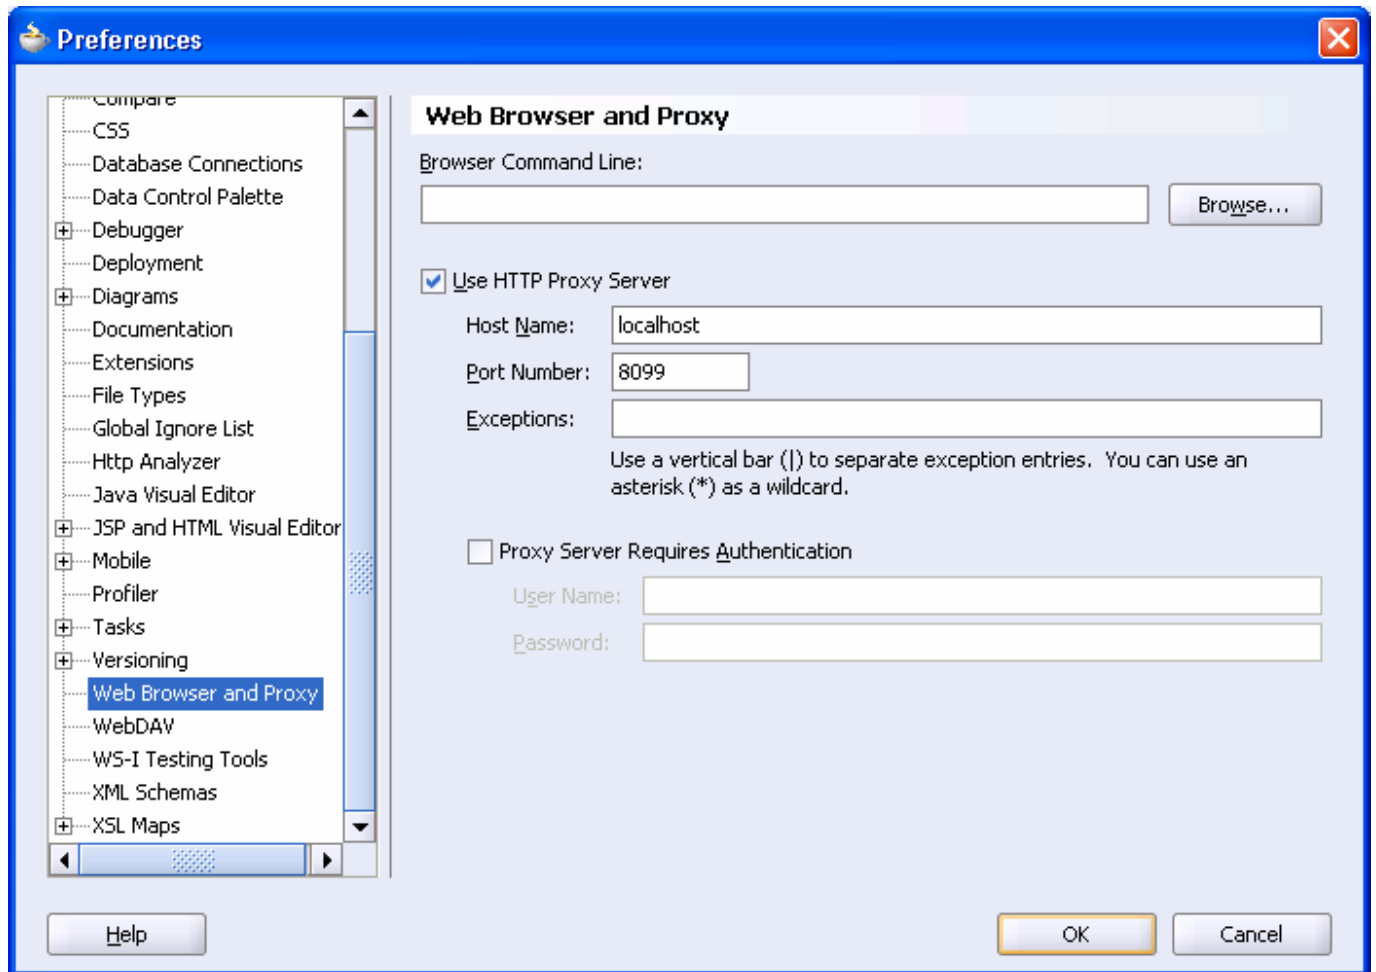 Preferences
Compare
CSS
Database Connections
Data Control Palette
Debugger
Deployment
Diagrams
Documentation
Extensions
File Types
Global Ignore List
Http Analyzer
Java Visual Editor
JSP and HTML Visual Editor
Mobile
Profiler
Tasks
Versioning
Web Browser and Proxy
WebDAV
WS-I Testing Tools
XML Schemas
XSL Maps
Web Browser and Proxy
Browser Command Line:
Browse...
Use HTTP Proxy Server
Host Name: localhost
Port Number: 8099
Exceptions:
Use a vertical bar (|) to separate exception entries.  You can use an
asterisk (*) as a wildcard.
Proxy Server Requires Authentication
User Name:
Password:
Help
OK
Cancel